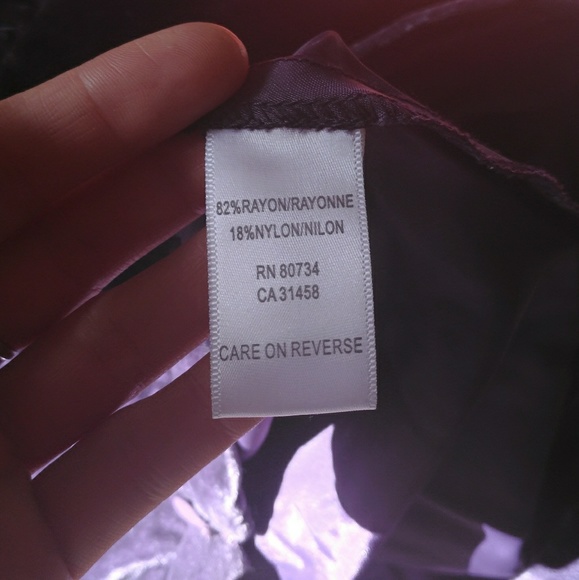 82%RAYON/RAYONNE
18%NYLON/NILON
RN 80734
CA 31458
CARE ON REVERSE